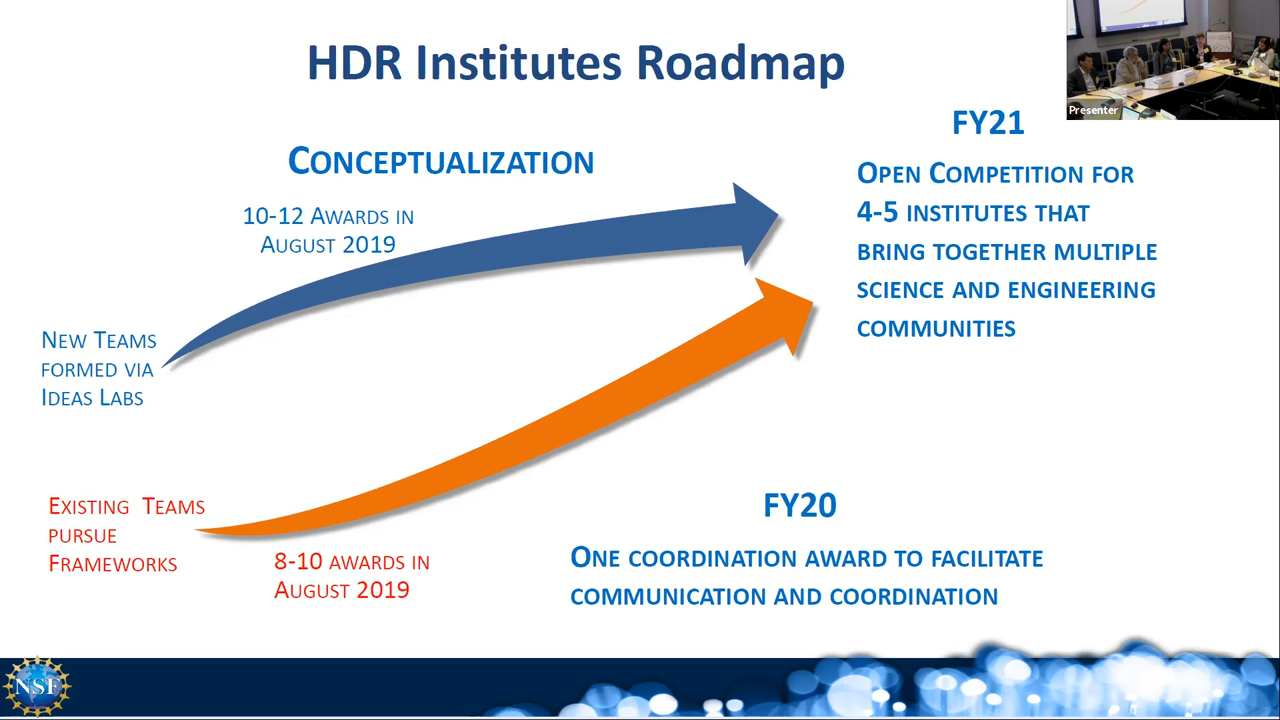 HDR Institutes Roadmap
Presenter
FY21
CONCEPTUALIZATION
OPEN COMPETITION FOR
4-5 INSTITUTES THAT
BRING TOGETHER MULTIPLE
SCIENCE AND ENGINEERING
COMMUNITIES
10-12 AWARDS IN
AUGUST 2019
NEW TEAMS
FORMED VIA
IDEAS LABS
EXISTING TEAMS
PURSUE
FRAMEWORKS
8-10 AWARDS IN
AUGUST 2019
FY20
ONE COORDINATION AWARD TO FACILITATE
COMMUNICATION AND COORDINATION
NSF